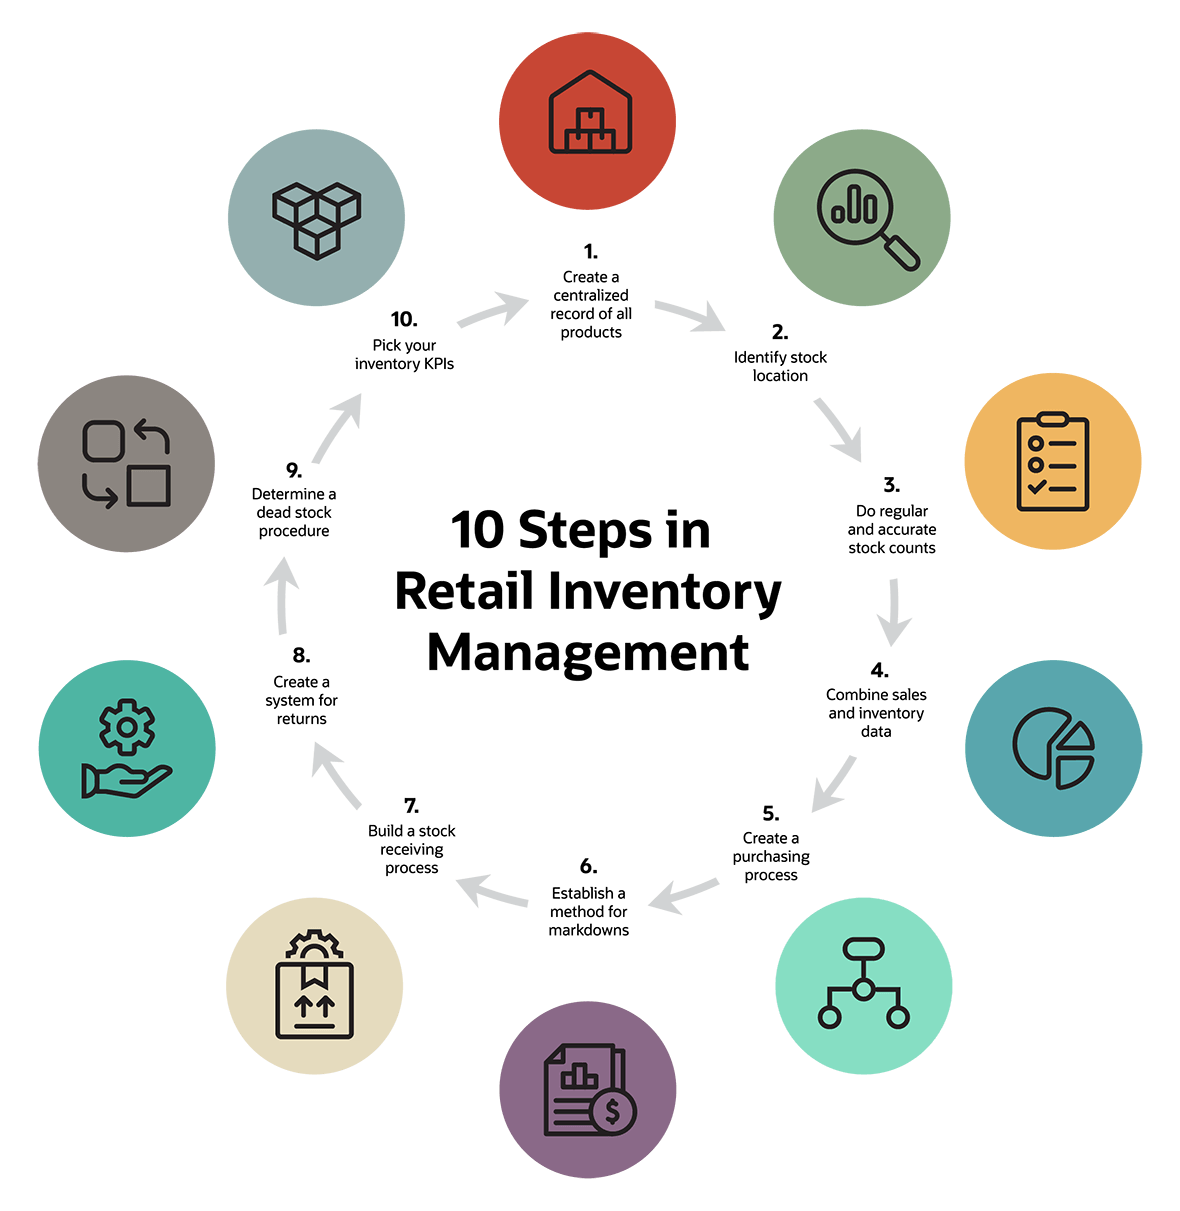 1.
Create a
centralized
record of all
products
2.
Identify stock
location
3.
Do regular
and accurate
stock counts
4.
Combine sales
and inventory
data
5.
Create a
purchasing
process
6.
Establish a
method for
markdowns
7.
Build a stock
receiving
process
8.
Create a
system for
returns
9.
Determine a
dead stock
procedure
10.
Pick your
inventory KPIs
10 Steps in
Retail Inventory
Management
$